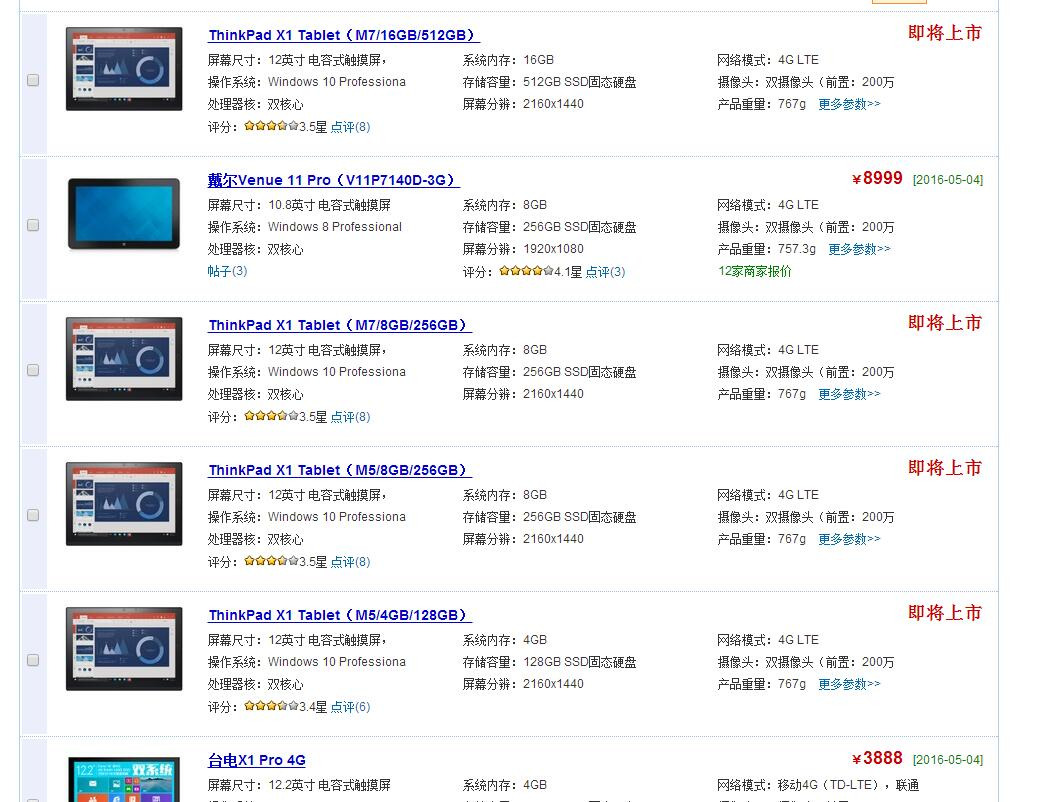 ThinkPad X1 Tablet（M7/16GB/512GB） 即将上市
屏幕尺寸：12英寸 电容式触摸屏， 系统内存：16GB 网络模式：4G LTE
操作系统：Windows 10 Professiona 存储容量：512GB SSD固态硬盘 摄像头：双摄像头（前置：200万
处理器核：双核心 屏幕分辨：2160x1440 产品重量：767g 更多参数>>
评分： 3.5星 点评(8)
戴尔Venue 11 Pro（V11P7140D-3G） ￥8999 [2016-05-04]
屏幕尺寸：10.8英寸 电容式触摸屏 系统内存：8GB 网络模式：4G LTE
操作系统：Windows 8 Professional 存储容量：256GB SSD固态硬盘 摄像头：双摄像头（前置：200万
处理器核：双核心 屏幕分辨：1920x1080 产品重量：757.3g 更多参数>>
帖子(3) 评分： 4.1星 点评(3) 12家商家报价
ThinkPad X1 Tablet（M7/8GB/256GB） 即将上市
屏幕尺寸：12英寸 电容式触摸屏， 系统内存：8GB 网络模式：4G LTE
操作系统：Windows 10 Professiona 存储容量：256GB SSD固态硬盘 摄像头：双摄像头（前置：200万
处理器核：双核心 屏幕分辨：2160x1440 产品重量：767g 更多参数>>
评分： 3.5星 点评(8)
ThinkPad X1 Tablet（M5/8GB/256GB） 即将上市
屏幕尺寸：12英寸 电容式触摸屏， 系统内存：8GB 网络模式：4G LTE
操作系统：Windows 10 Professiona 存储容量：256GB SSD固态硬盘 摄像头：双摄像头（前置：200万
处理器核：双核心 屏幕分辨：2160x1440 产品重量：767g 更多参数>>
评分： 3.5星 点评(8)
ThinkPad X1 Tablet（M5/4GB/128GB） 即将上市
屏幕尺寸：12英寸 电容式触摸屏， 系统内存：4GB 网络模式：4G LTE
操作系统：Windows 10 Professiona 存储容量：128GB SSD固态硬盘 摄像头：双摄像头（前置：200万
处理器核：双核心 屏幕分辨：2160x1440 产品重量：767g 更多参数>>
评分： 3.4星 点评(6)
台电X1 Pro 4G ￥3888 [2016-05-04]
12.2" 双系统
屏幕尺寸：12.2英寸 电容式触摸屏 系统内存：4GB 网络模式：移动4G（TD-LTE），联通